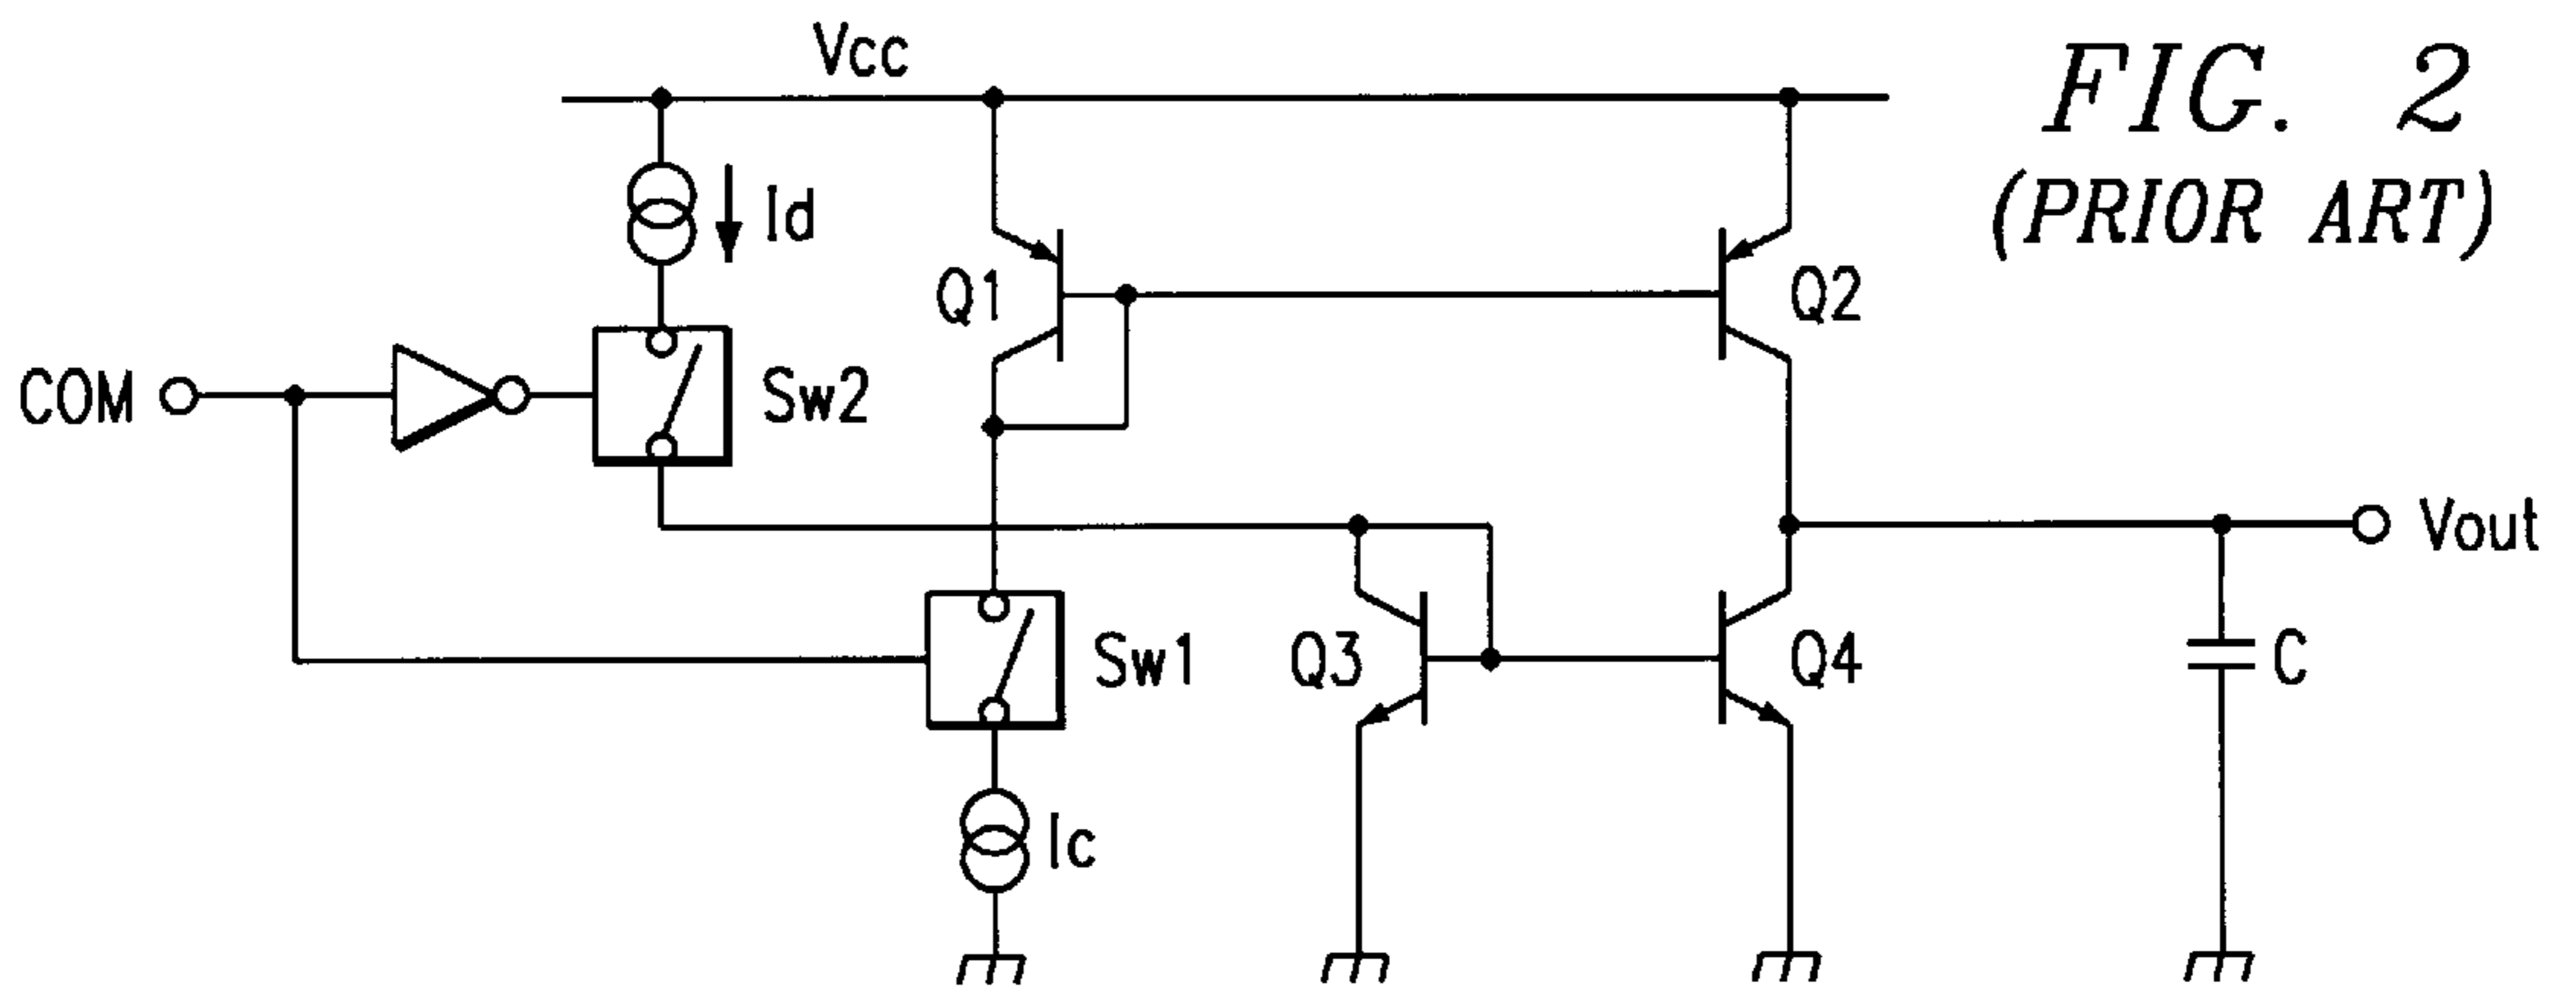 Vcc
FIG. 2
(PRIOR ART)
Id
Q1
Q2
COM
Sw2
Vout
Sw1
Q3
Q4
C
Ic